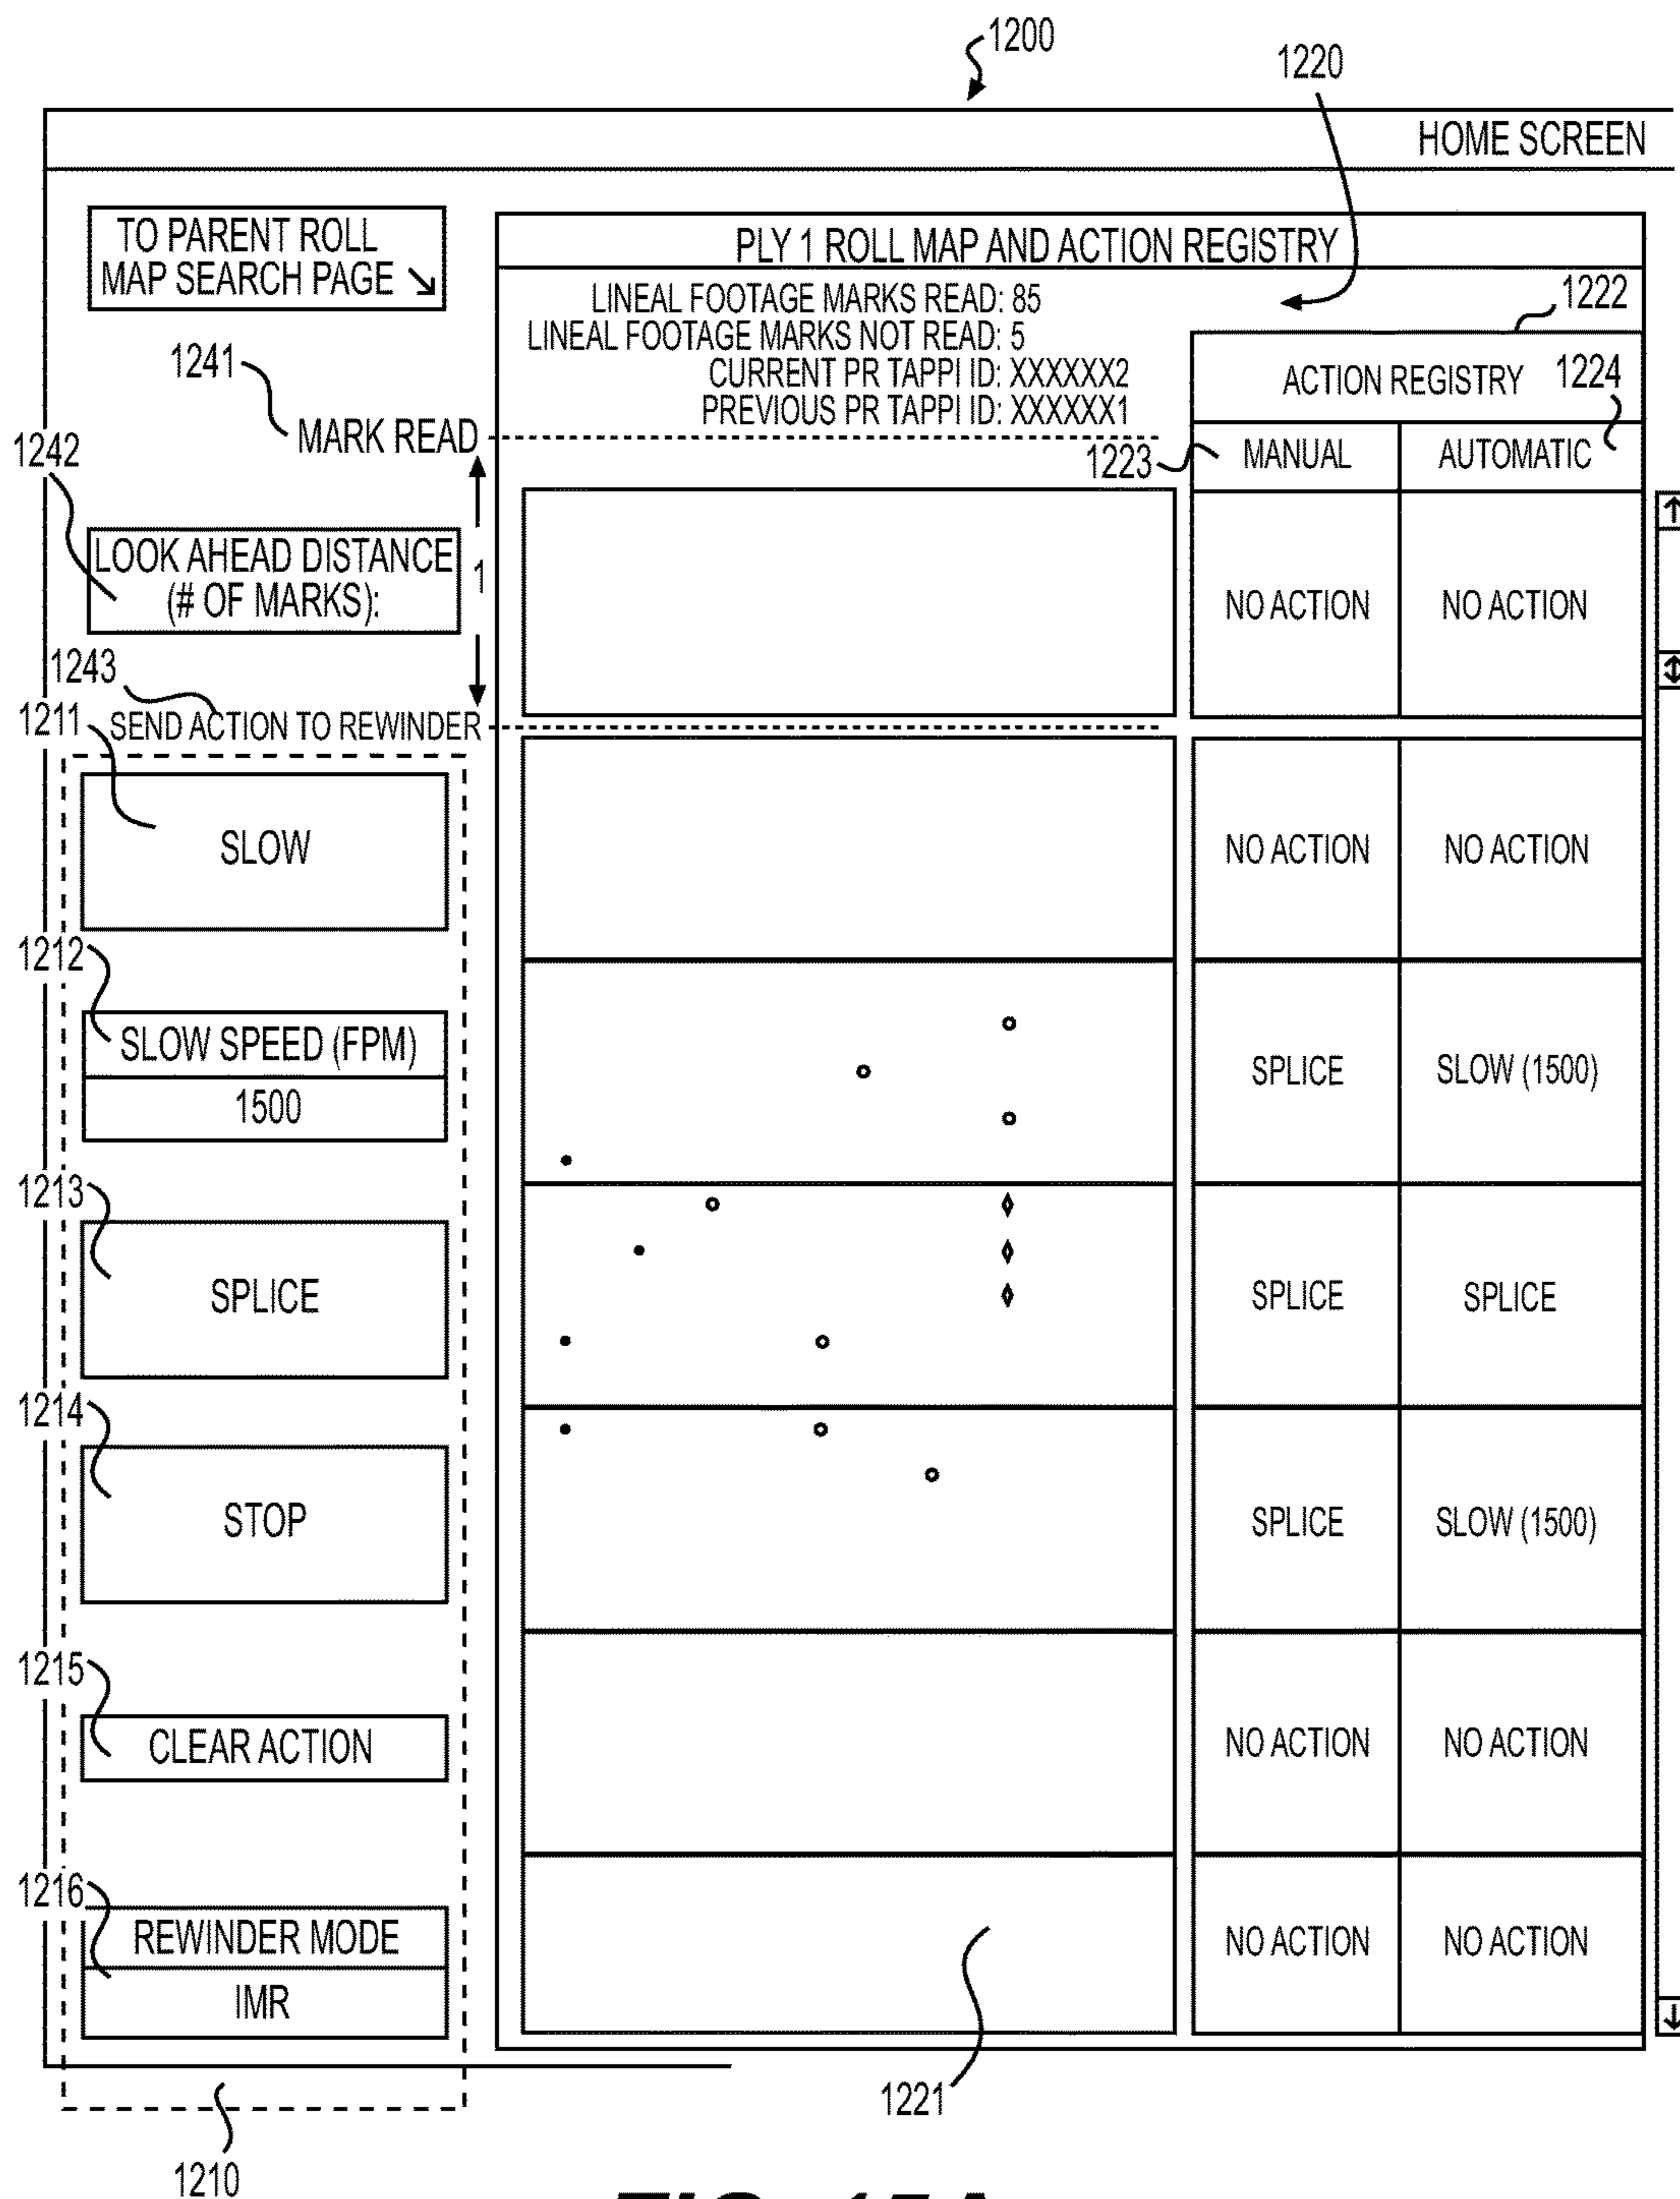 1200
1220
HOME SCREEN
TO PARENT ROLL
MAP SEARCH PAGE
PLY 1 ROLL MAP AND ACTION REGISTRY
LINEAL FOOTAGE MARKS READ: 85
LINEAL FOOTAGE MARKS NOT READ: 5
CURRENT PR TAPPI ID: XXXXXX2
PREVIOUS PR TAPPI ID: XXXXXX1
1222
ACTION REGISTRY
1224
1241
MARK READ
1242
1223
MANUAL
AUTOMATIC
LOOK AHEAD DISTANCE
(# OF MARKS):
1
NO ACTION
NO ACTION
1243
SEND ACTION TO REWINDER
1211
SLOW
NO ACTION
NO ACTION
1212
SLOW SPEED (FPM)
1500
SPLICE
SLOW (1500)
1213
SPLICE
SPLICE
SPLICE
1214
STOP
SPLICE
SLOW (1500)
1215
CLEAR ACTION
NO ACTION
NO ACTION
1216
REWINDER MODE
IMR
NO ACTION
NO ACTION
1221
1210